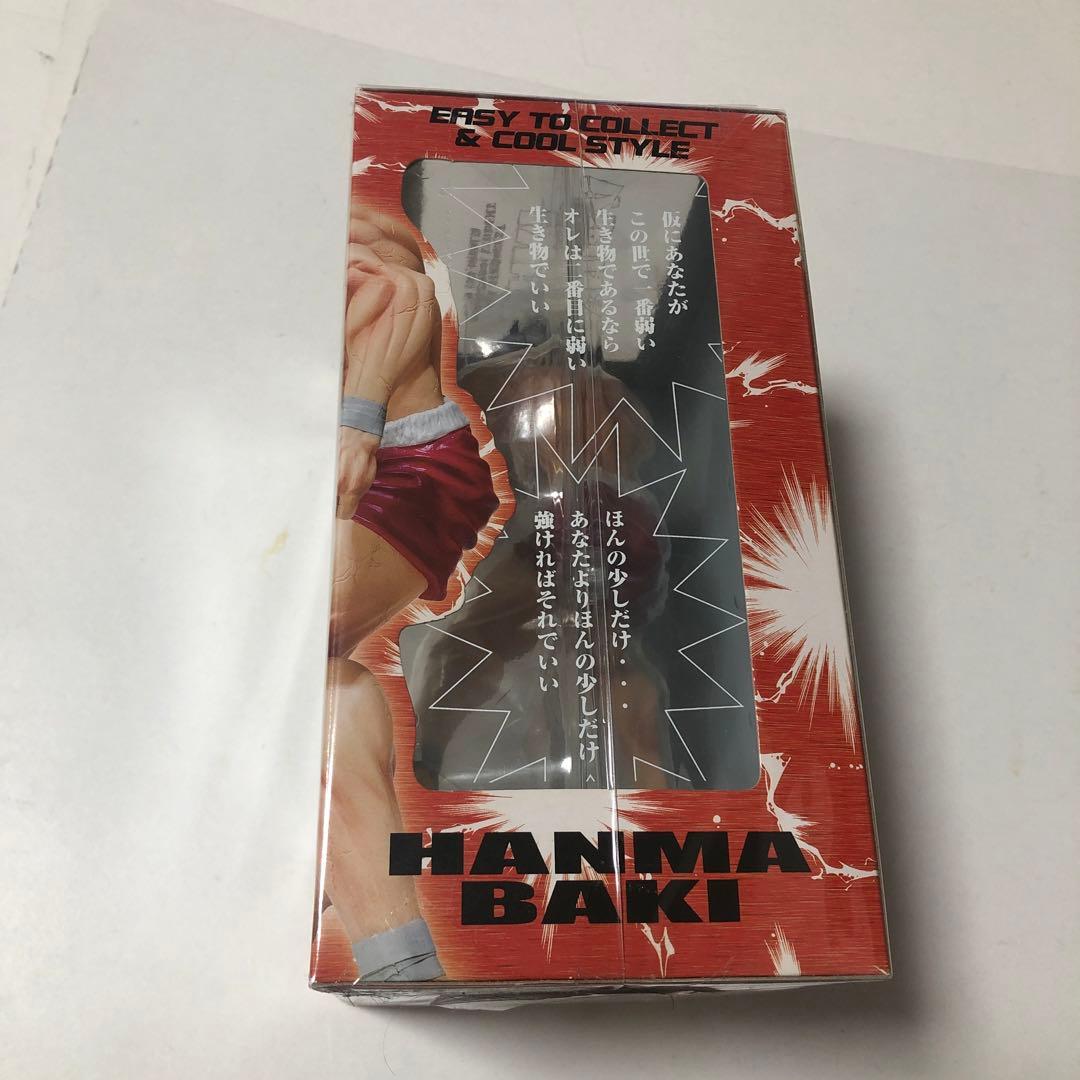 EASY TO COLLECT
& COOL STYLE
仮にあなたが
この世で一番弱い
生き物であるなら
オレは二番目に弱い
生き物でいい
ほんの少しだけ・・・
あなたよりほんの少しだけ
強ければそれでいい
HANMA
BAKI